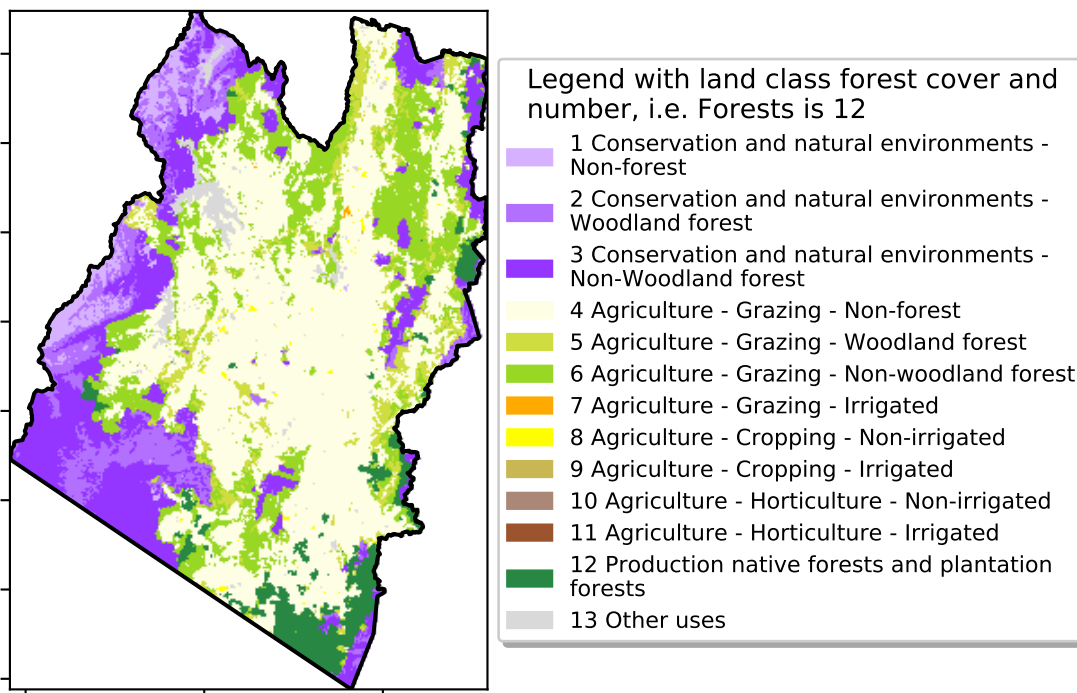 Legend with land class forest cover and
number, i.e. Forests is 12
1 Conservation and natural environments -
Non-forest
2 Conservation and natural environments -
Woodland forest
3 Conservation and natural environments -
Non-Woodland forest
4 Agriculture - Grazing - Non-forest
5 Agriculture - Grazing - Woodland forest
6 Agriculture - Grazing - Non-woodland forest
7 Agriculture - Grazing - Irrigated
8 Agriculture - Cropping - Non-irrigated
9 Agriculture - Cropping - Irrigated
10 Agriculture - Horticulture - Non-irrigated
11 Agriculture - Horticulture - Irrigated
12 Production native forests and plantation
forests
13 Other uses